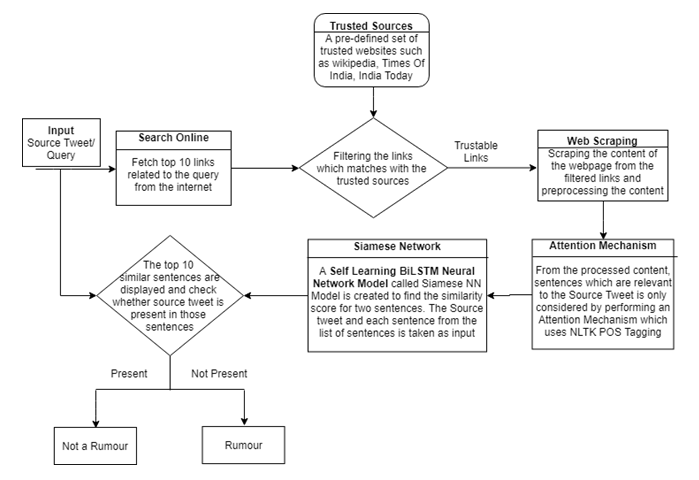 Trusted Sources
A pre-defined set of
trusted websites such
as wikipedia, Times Of
India, India Today
Input
Source Tweet/
Query
Search Online
Fetch top 10 links
related to the query
from the internet
Filtering the links
which matches with the
trusted sources
Trustable
Links
Web Scraping
Scraping the content of
the webpage from the
filtered links and
preprocessing the content
Attention Mechanism
From the processed content,
sentences which are relevant
to the Source Tweet is only
considered by performing an
Attention Mechanism which
uses NLTK POS Tagging
Siamese Network
A Self Learning BiLSTM Neural
Network Model called Siamese NN
Model is created to find the similarity
score for two sentences. The Source
tweet and each sentence from the
list of sentences is taken as input
The top 10
similar sentences are
displayed and check
whether source tweet is
present in those
sentences
Present
Not Present
Not a Rumour
Rumour